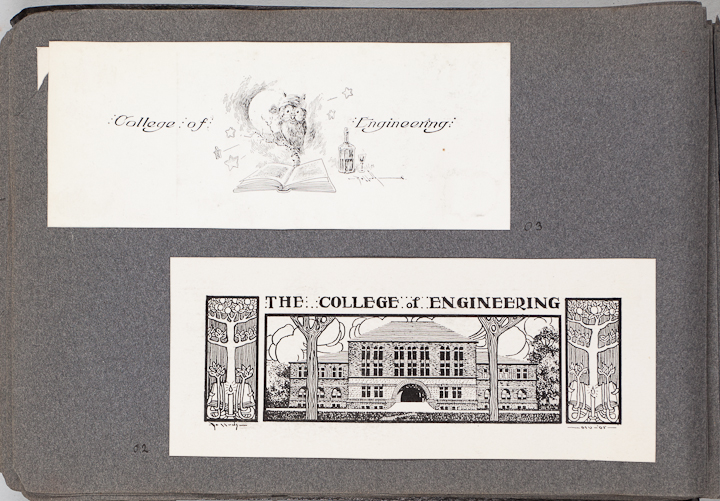 College of Engineering
03
THE COLLEGE of ENGINEERING
02